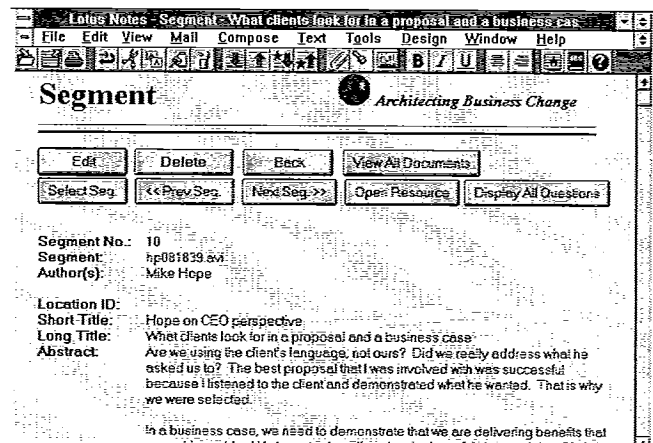 Lotus Notes - Segment - What clients look for in a proposal and a business cas
File Edit View Mail Compose Text Tools Design Window Help
B I U
Segment Architecting Business Change
Edit Delete Back View All Documents
Select Seg. << Prev Seg. Next Seg. >> Open Resource Display All Questions
Segment No.: 10
Segment: hp081839.avi
Author(s): Mike Hope
Location ID:
Short Title: Hope on CEO perspective
Long Title: What clients look for in a proposal and a business case
Abstract: Are we using the client's language, not ours? Did we really address what he
asked us to? The best proposal that I was involved with was successful
because I listened to the client and demonstrated what he wanted. That is why
we were selected.
In a business case, we need to demonstrate that we are delivering benefits that